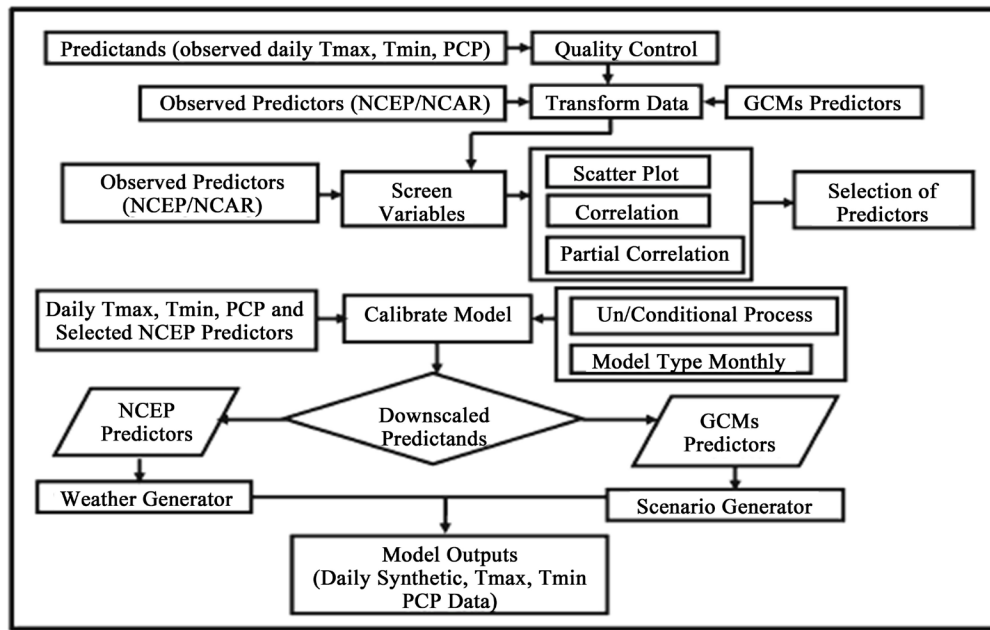 Predictands (observed daily Tmax, Tmin, PCP)
Quality Control
Observed Predictors (NCEP/NCAR)
Transform Data
GCMs Predictors
Observed Predictors
(NCEP/NCAR)
Screen
Variables
Scatter Plot
Correlation
Partial Correlation
Selection of
Predictors
Daily Tmax, Tmin, PCP and
Selected NCEP Predictors
Calibrate Model
Un/Conditional Process
Model Type Monthly
NCEP
Predictors
Downscaled
Predictands
GCMs
Predictors
Weather Generator
Scenario Generator
Model Outputs
(Daily Synthetic, Tmax, Tmin
PCP Data)